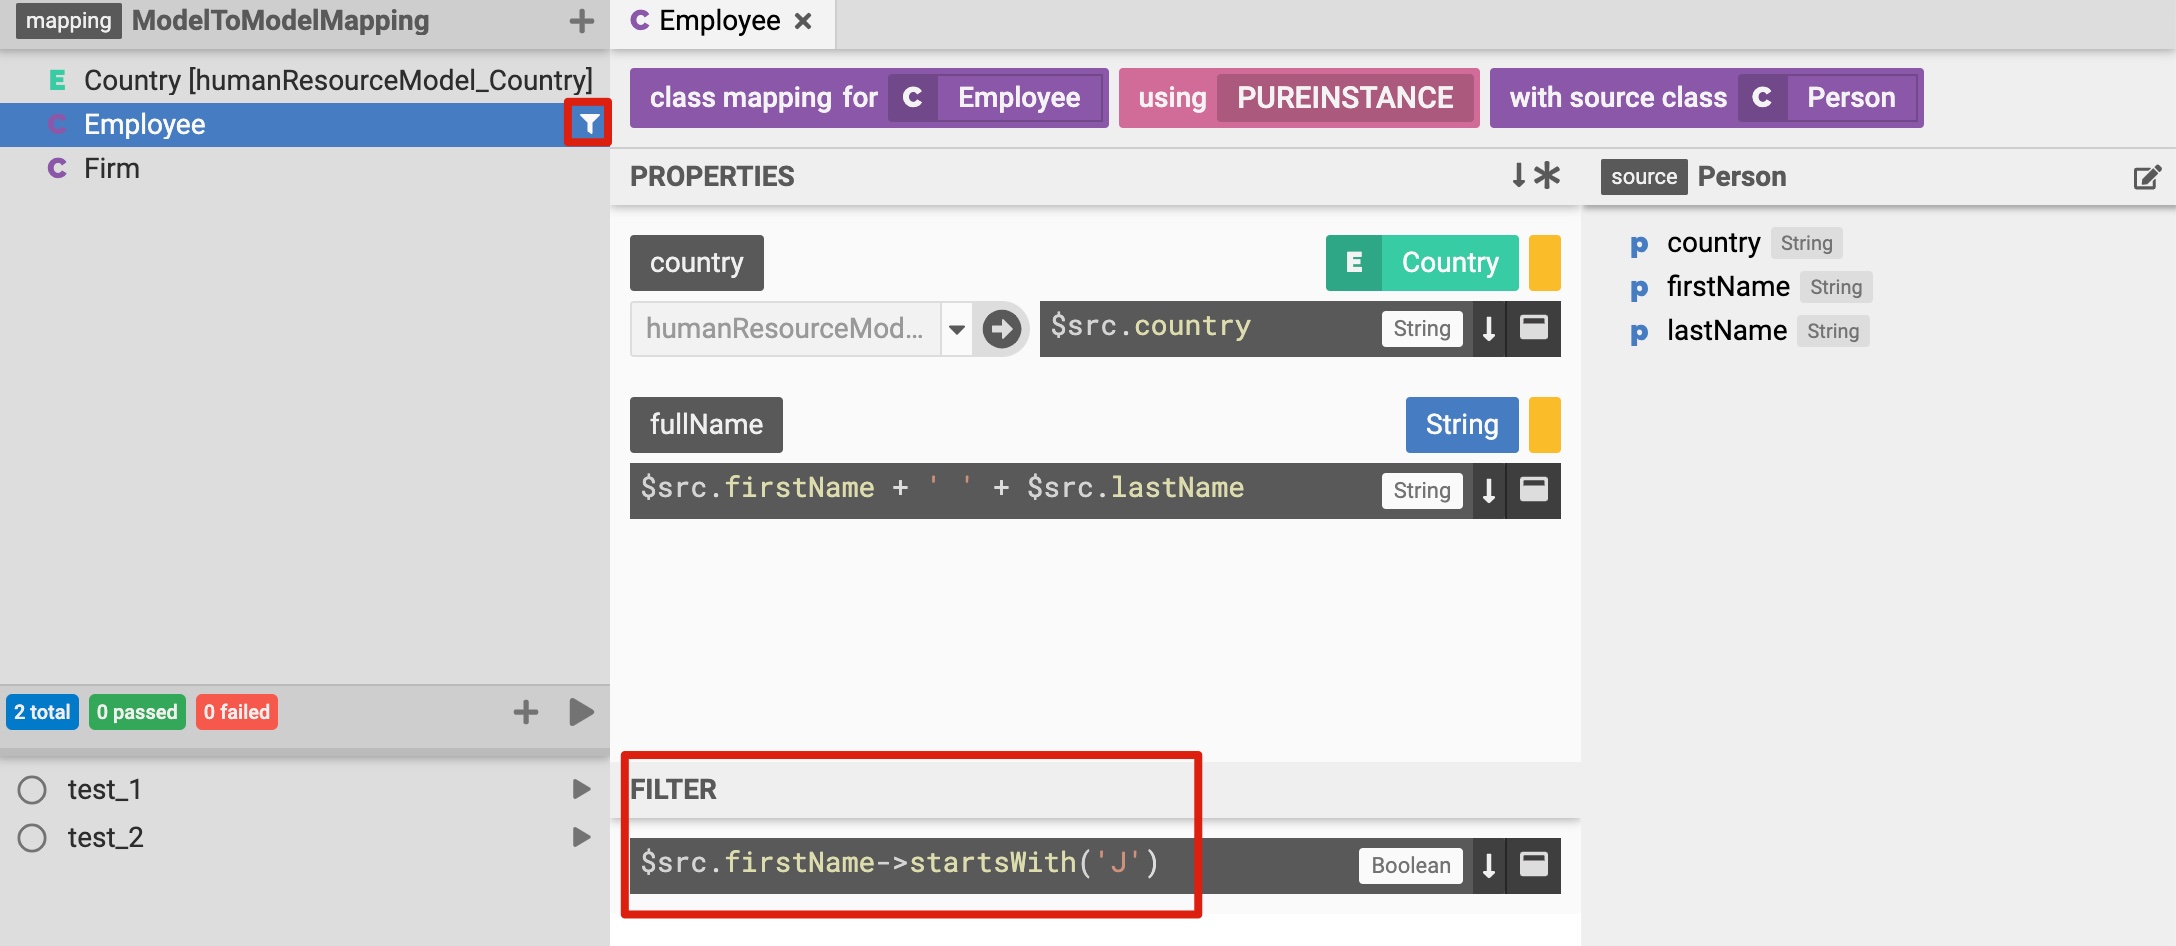 mapping ModelToModelMapping
E Country [humanResourceModel_Country]
C Employee
C Firm
2 total 0 passed 0 failed
test_1
test_2
C Employee
class mapping for C Employee using PUREINSTANCE with source class C Person
PROPERTIES
country E Country
humanResourceMod... $src.country String
fullName String
$src.firstName + ' ' + $src.lastName String
FILTER
$src.firstName->startsWith('J') Boolean
source Person
p country String
p firstName String
p lastName String